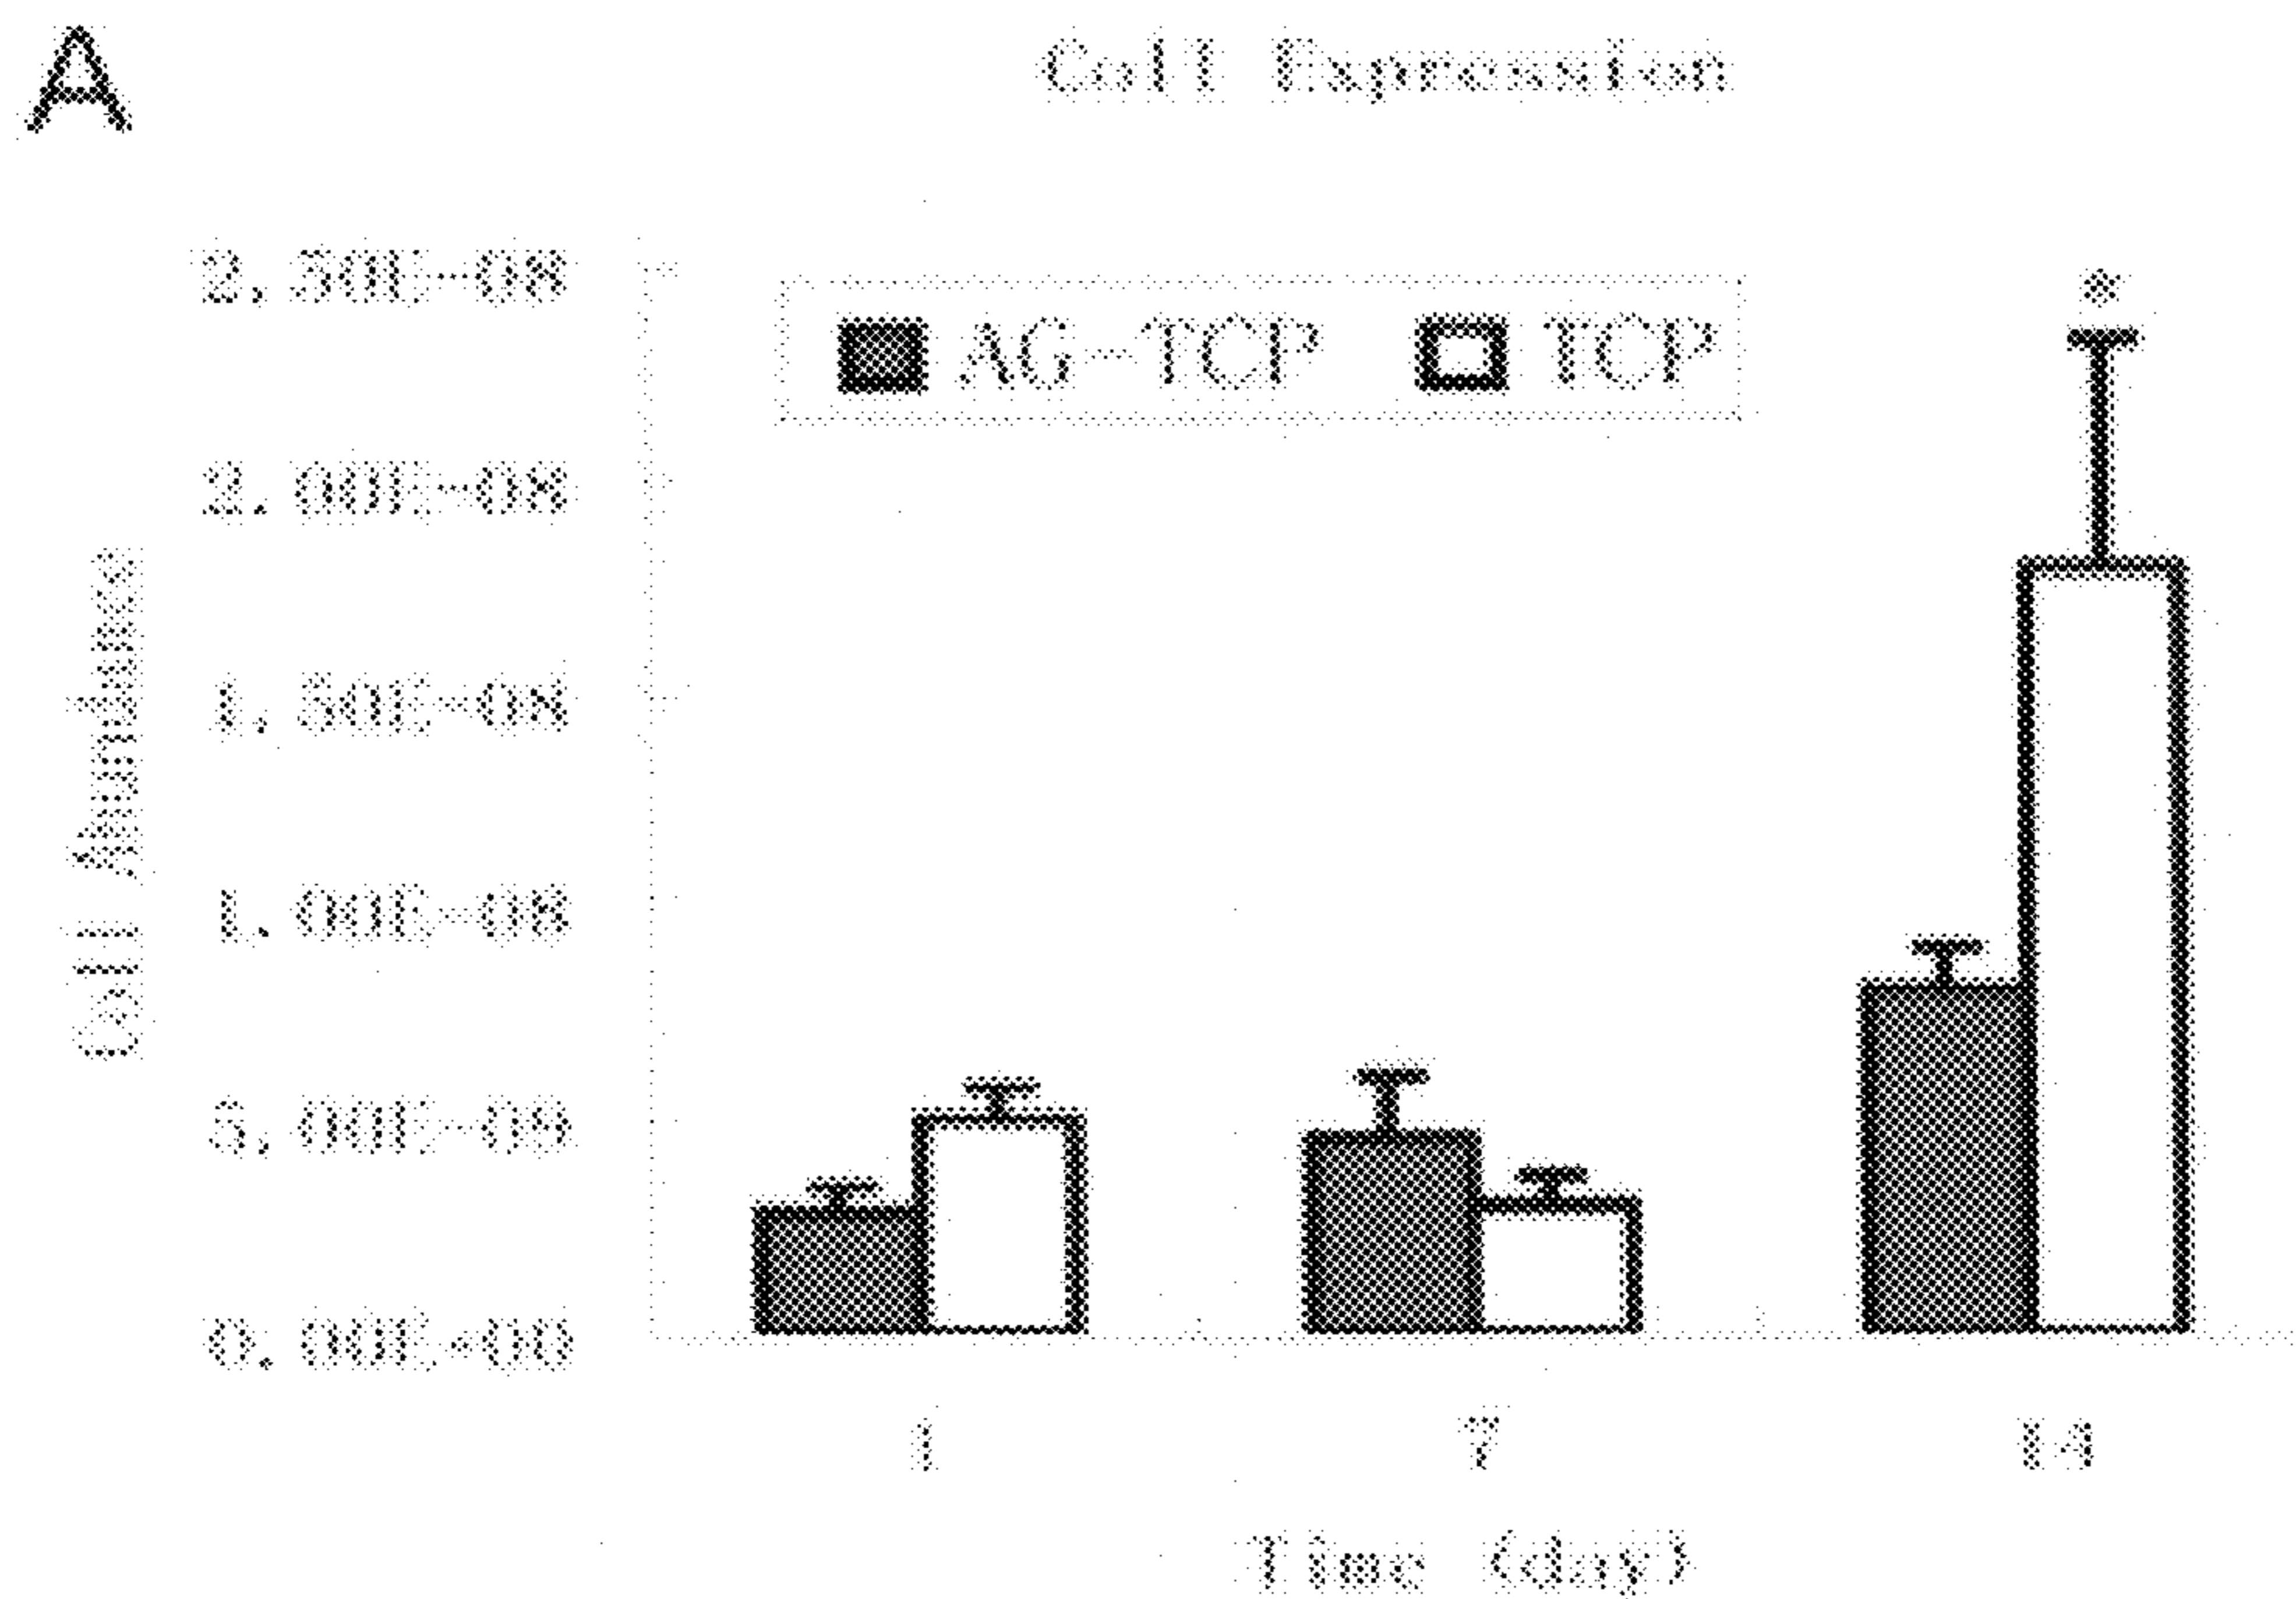 A
ColI Expression
2.50E-08
AG-TCP TCP
*
2.00E-08
1.50E-08
1.00E-08
5.00E-09
0.00E+00
1 7 14
Time (day)